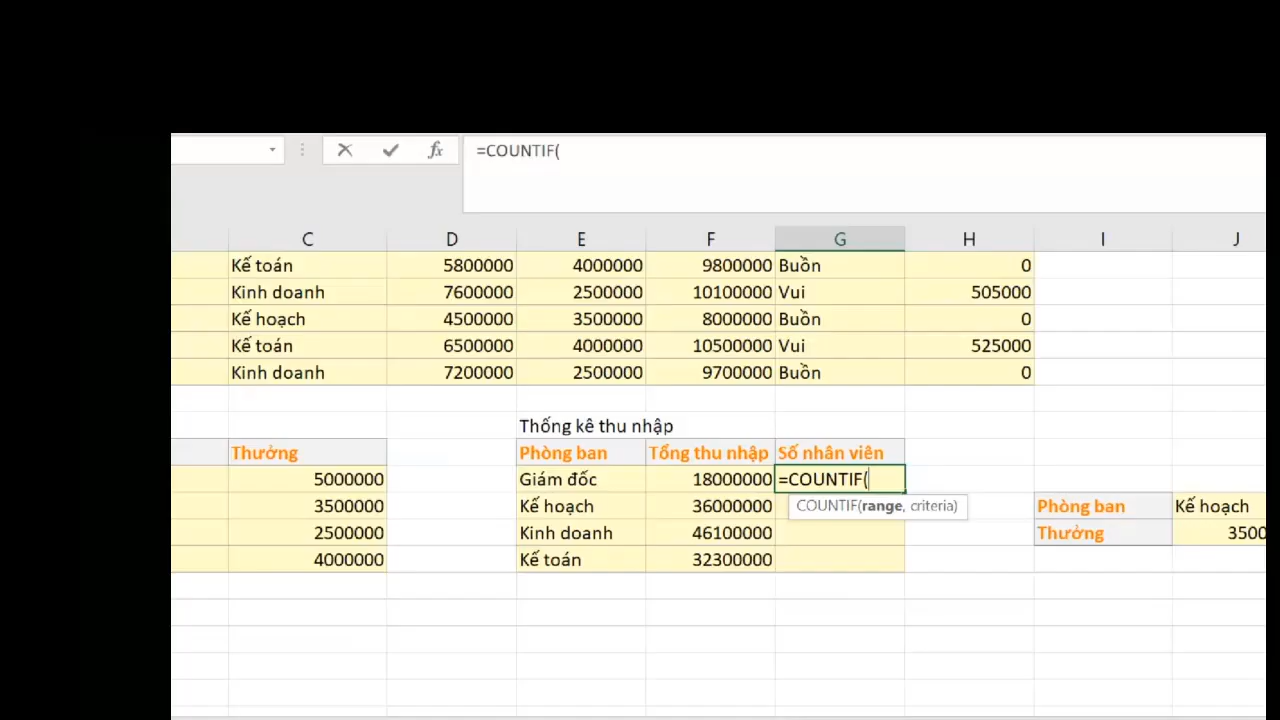 =COUNTIF(
C D E F G H I J
Kế toán 5800000 4000000 9800000 Buồn 0
Kinh doanh 7600000 2500000 10100000 Vui 505000
Kế hoạch 4500000 3500000 8000000 Buồn 0
Kế toán 6500000 4000000 10500000 Vui 525000
Kinh doanh 7200000 2500000 9700000 Buồn 0
Thống kê thu nhập
Thưởng Phòng ban Tổng thu nhập Số nhân viên
5000000 Giám đốc 18000000 =COUNTIF(
3500000 Kế hoạch 36000000 COUNTIF(range, criteria) Phòng ban Kế hoạch
2500000 Kinh doanh 46100000 Thưởng 3500
4000000 Kế toán 32300000